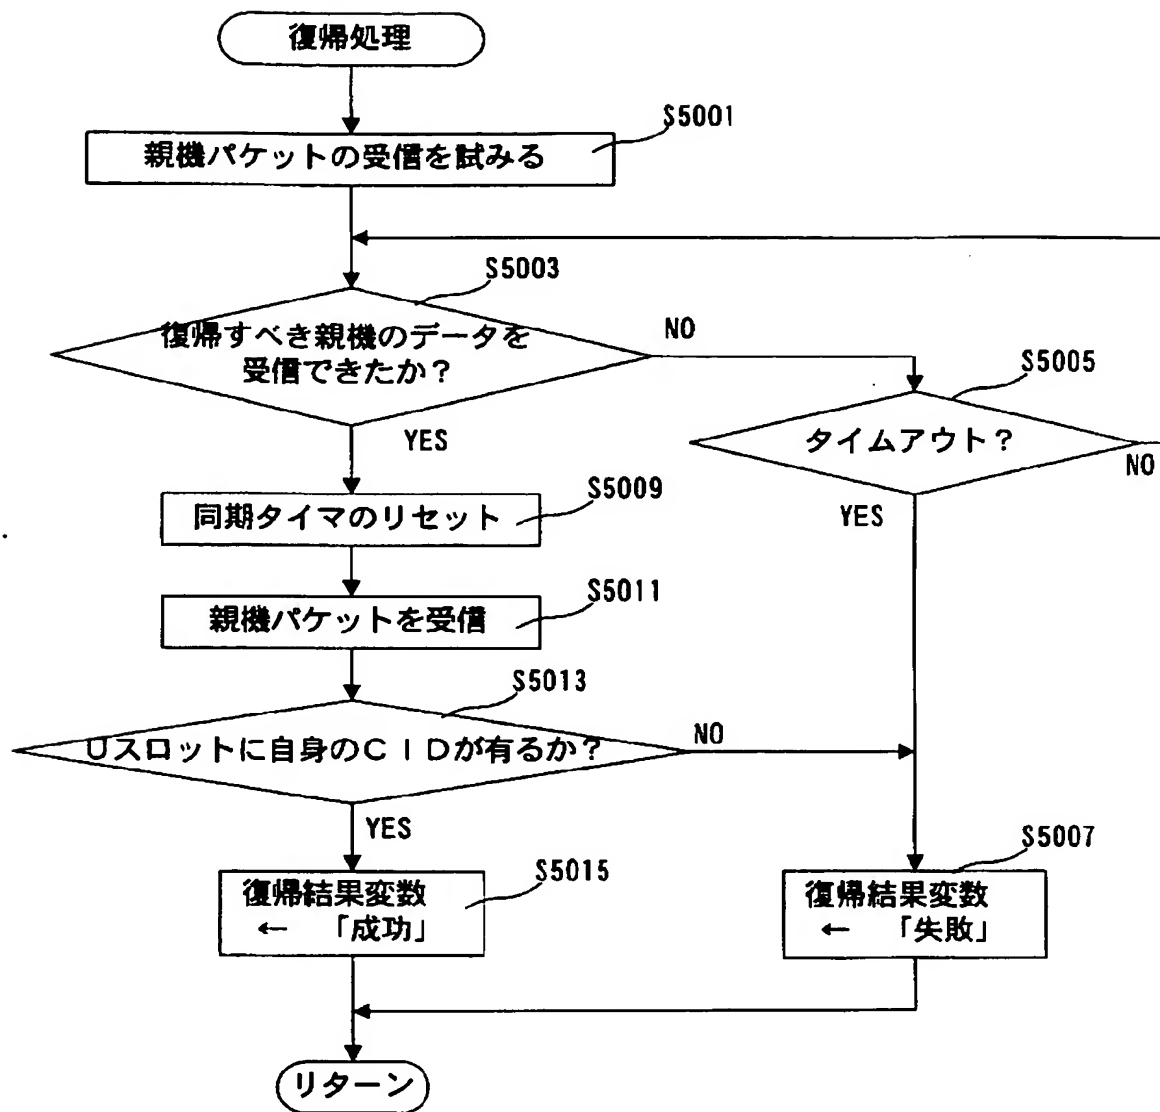 復帰処理
S5001
親機パケットの受信を試みる
S5003
復帰すべき親機のデータを
受信できたか？
NO
YES
S5005
タイムアウト？
NO
YES
S5009
同期タイマのリセット
S5011
親機パケットを受信
S5013
Uスロットに自身のCIDが有るか？
NO
YES
S5015
復帰結果変数
← 「成功」
S5007
復帰結果変数
← 「失敗」
リターン